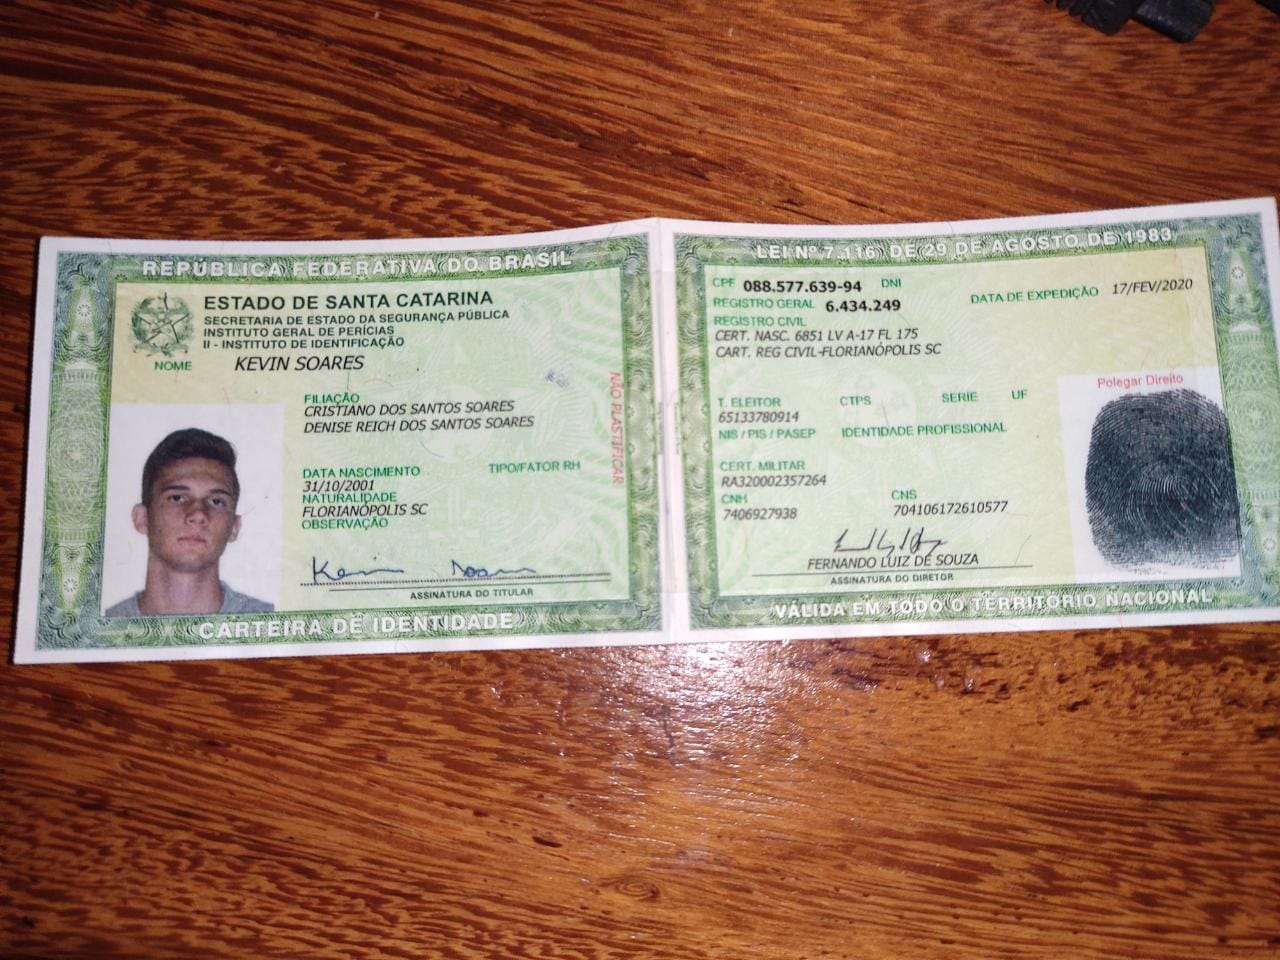 REPÚBLICA FEDERATIVA DO BRASIL
ESTADO DE SANTA CATARINA
SECRETARIA DE ESTADO DA SEGURANÇA PÚBLICA
INSTITUTO GERAL DE PERÍCIAS
II - INSTITUTO DE IDENTIFICAÇÃO
NOME KEVIN SOARES
FILIAÇÃO
CRISTIANO DOS SANTOS SOARES
DENISE REICH DOS SANTOS SOARES
NÃO PLASTIFICAR
DATA NASCIMENTO TIPO/FATOR RH
31/10/2001
NATURALIDADE
FLORIANÓPOLIS SC
OBSERVAÇÃO
Kevin Soares
ASSINATURA DO TITULAR
CARTEIRA DE IDENTIDADE
LEI Nº 7.116, DE 29 DE AGOSTO DE 1983
CPF 088.577.639-94 DNI
REGISTRO GERAL 6.434.249 DATA DE EXPEDIÇÃO 17/FEV/2020
REGISTRO CIVIL
CERT. NASC. 6851 LV A-17 FL 175
CART. REG CIVIL-FLORIANÓPOLIS SC
Polegar Direito
T. ELEITOR CTPS SERIE UF
65133780914
NIS / PIS / PASEP IDENTIDADE PROFISSIONAL
CERT. MILITAR
RA320002357264
CNH CNS
7406927938 704106172610577
FERNANDO LUIZ DE SOUZA
ASSINATURA DO DIRETOR
VÁLIDA EM TODO O TERRITÓRIO NACIONAL